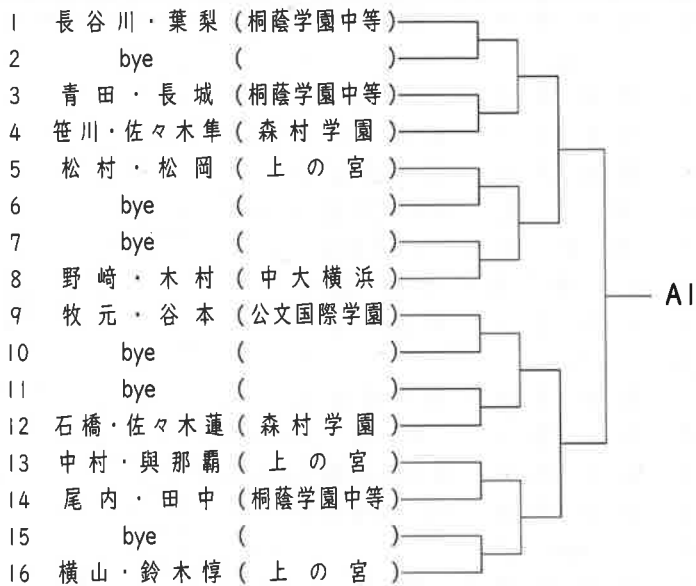 1 長谷川・葉梨 (桐蔭学園中等)
2 bye ( )
3 青田・長城 (桐蔭学園中等)
4 笹川・佐々木隼 (森村学園)
5 松村・松岡 (上の宮)
6 bye ( )
7 bye ( )
8 野﨑・木村 (中大横浜)
9 牧元・谷本 (公文国際学園)
10 bye ( )
11 bye ( )
12 石橋・佐々木蓮 (森村学園)
13 中村・與那覇 (上の宮)
14 尾内・田中 (桐蔭学園中等)
15 bye ( )
16 横山・鈴木惇 (上の宮)
A1